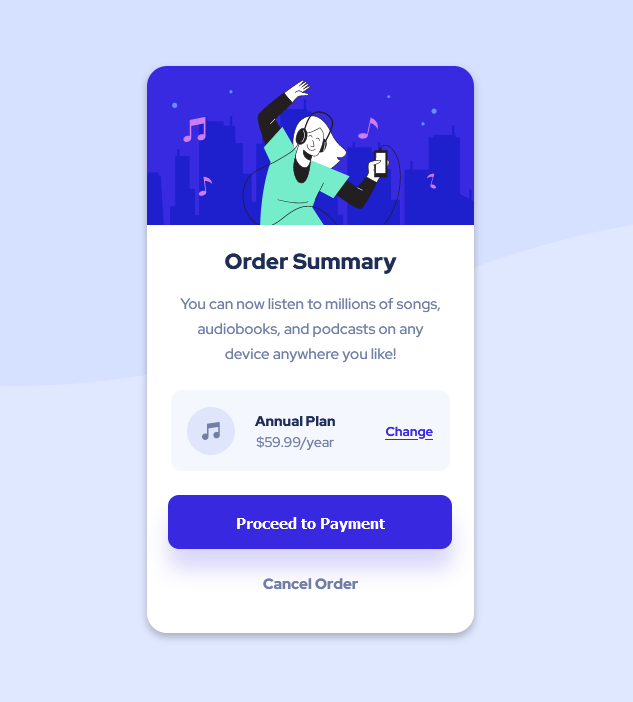 Order Summary
You can now listen to millions of songs,
audiobooks, and podcasts on any
device anywhere you like!
Annual Plan
$59.99/year
Change
Proceed to Payment
Cancel Order